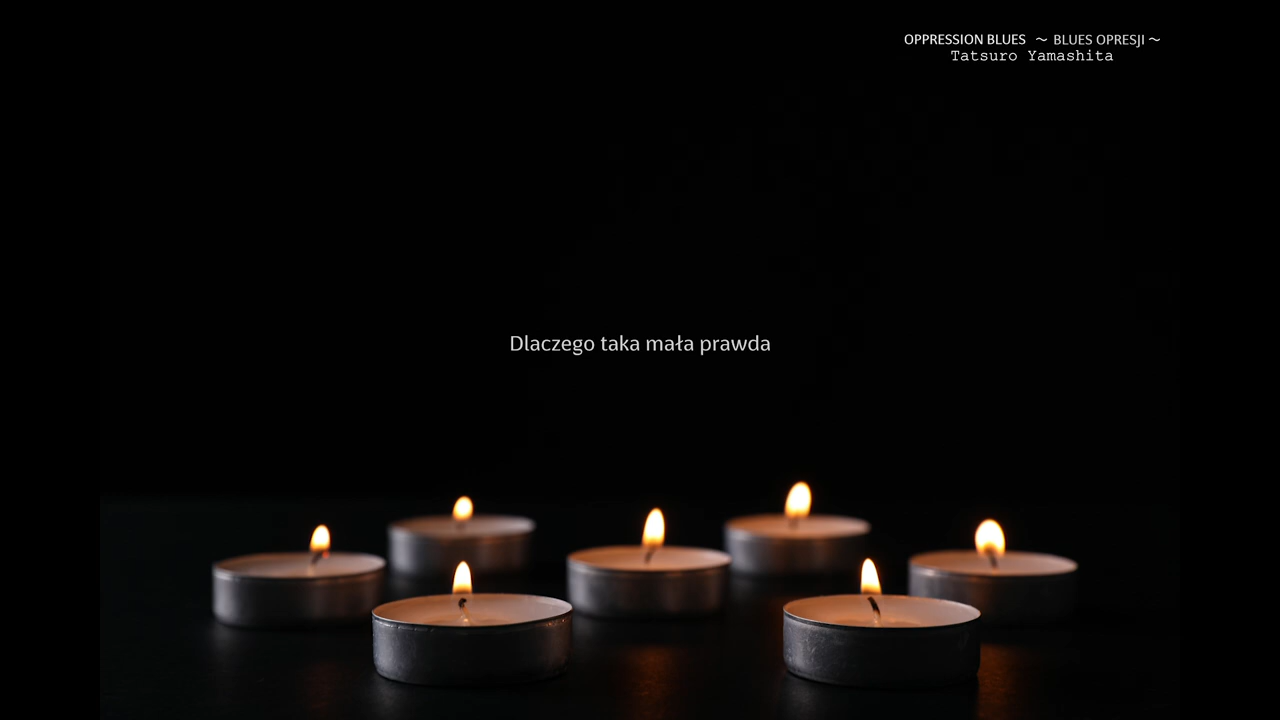 OPPRESSION BLUES ～ BLUES OPRESJI ～
Tatsuro Yamashita
Dlaczego taka mała prawda